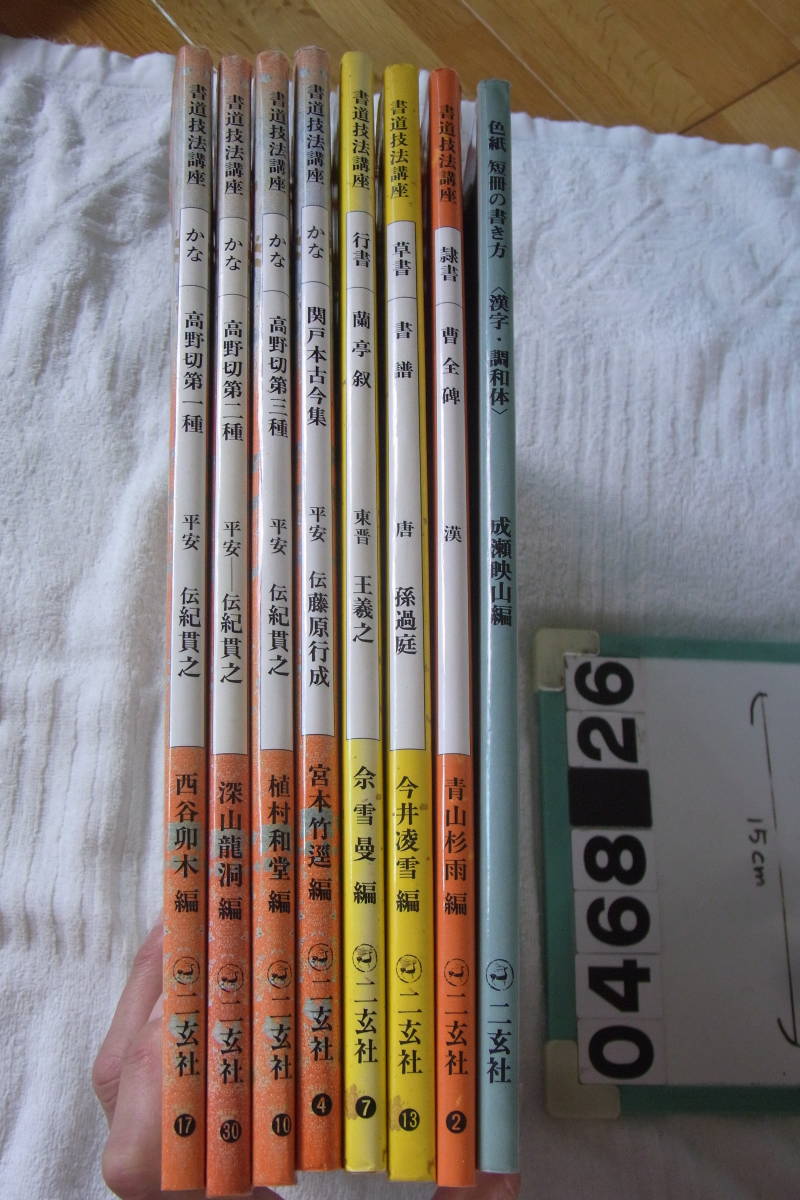 書道技法講座 かな 高野切第一種 平安 伝紀貫之 西谷卯木 編 二玄社 17
書道技法講座 かな 高野切第二種 平安―伝紀貫之 深山龍洞 編 二玄社 30
書道技法講座 かな 高野切第三種 平安 伝紀貫之 植村和堂 編 二玄社 10
書道技法講座 かな 関戸本古今集 平安 伝藤原行成 宮本竹逕 編 二玄社 4
書道技法講座 行書 蘭亭叙 東晋 王羲之 余雪曼 編 二玄社 7
書道技法講座 草書 書譜 唐 孫過庭 今井凌雪 編 二玄社 13
書道技法講座 隷書 曹全碑 漢 青山杉雨 編 二玄社 2
色紙 短冊の書き方〈漢字・調和体〉 成瀬映山編 二玄社
0468 26
15cm